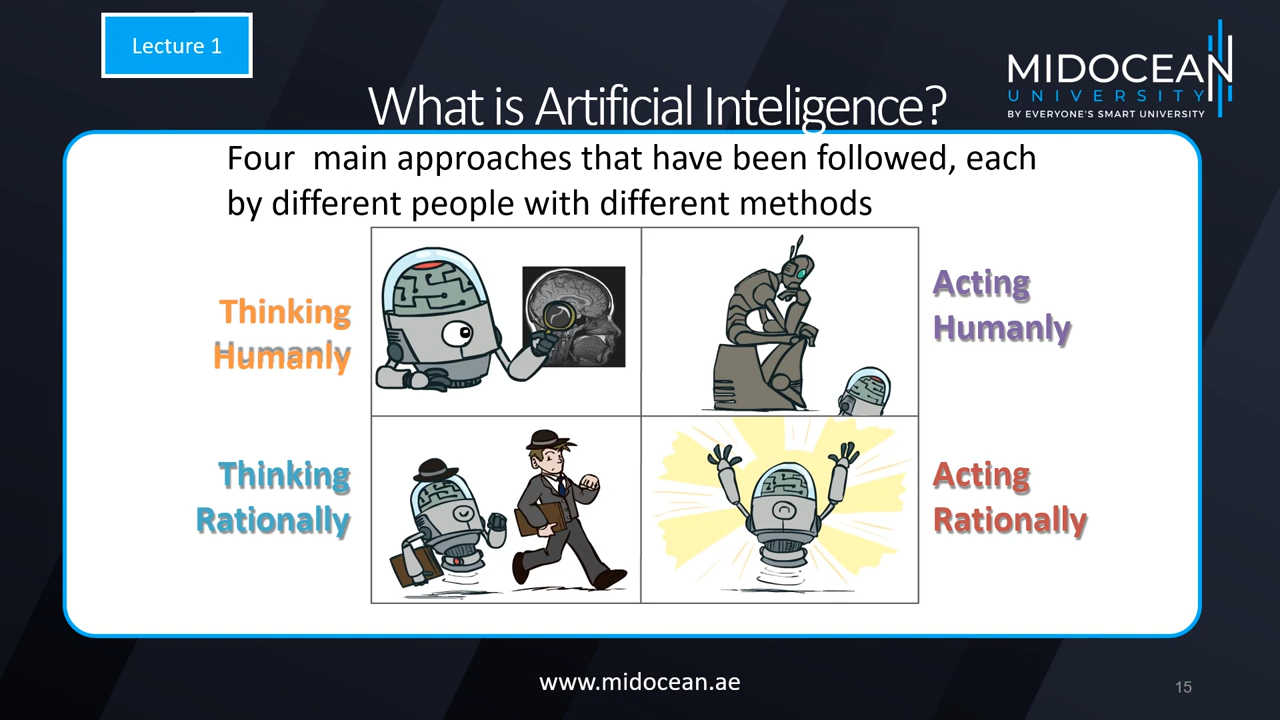 Lecture 1
MIDOCEAN
UNIVERSITY
BY EVERYONE'S SMART UNIVERSITY
What is Artificial Inteligence?
Four main approaches that have been followed, each
by different people with different methods
Thinking
Humanly
Acting
Humanly
Thinking
Rationally
Acting
Rationally
www.midocean.ae
15